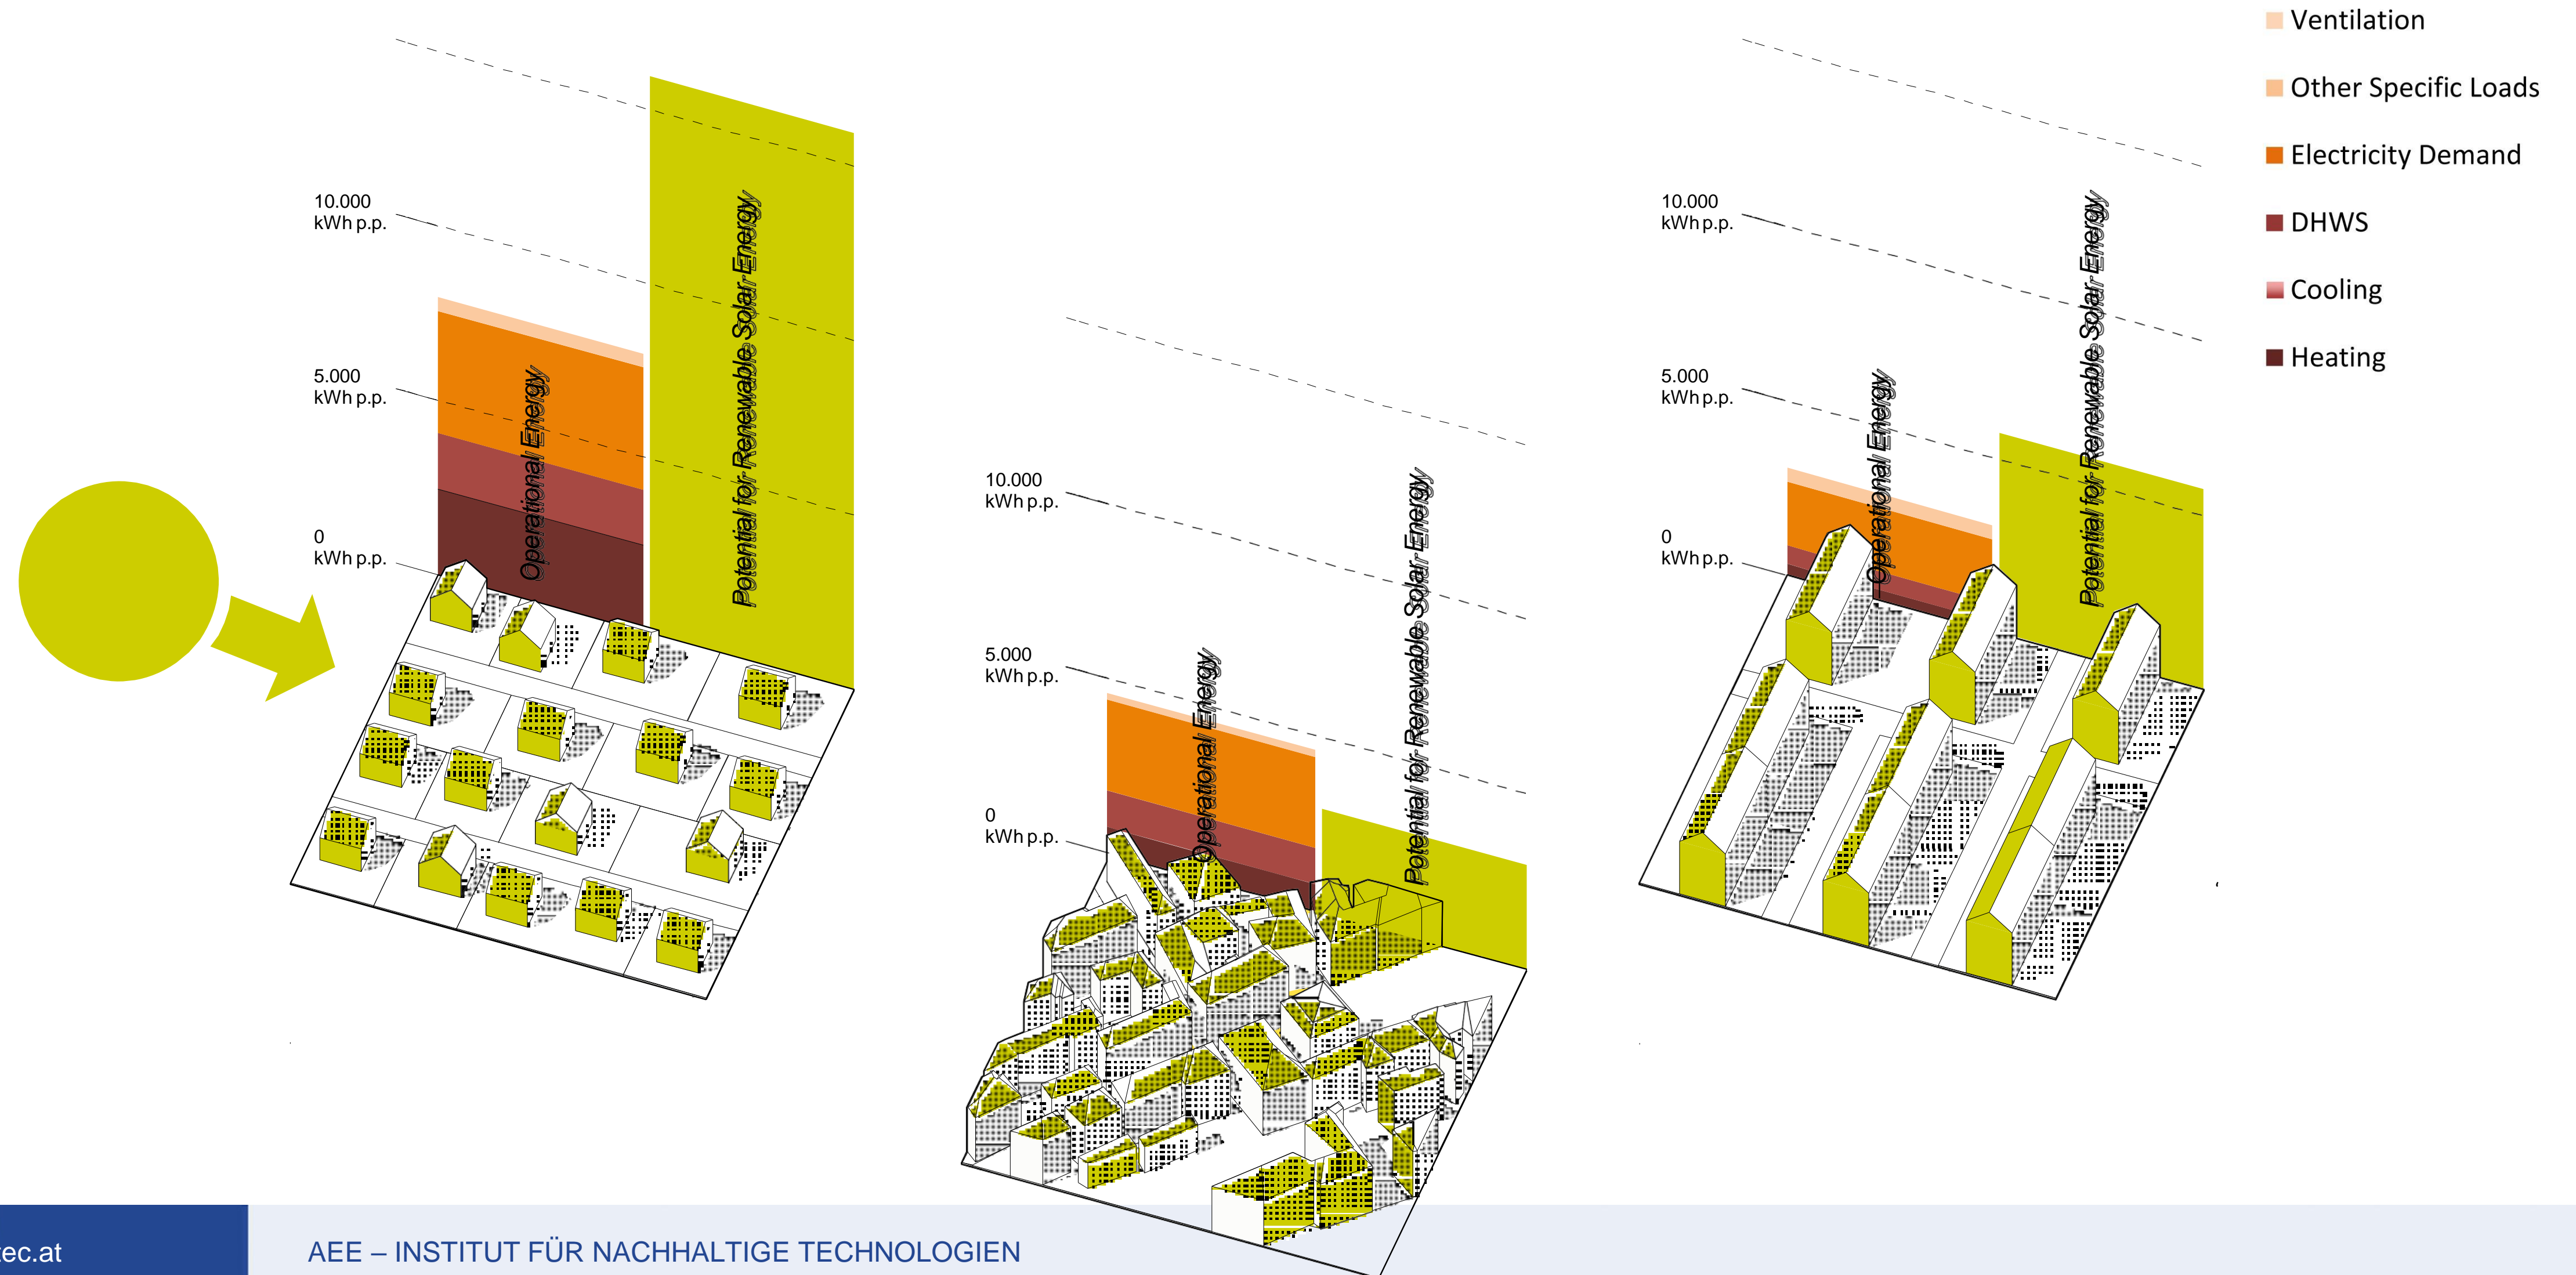 Ventilation
Other Specific Loads
Electricity Demand
DHWS
Cooling
Heating
10.000
kWh p.p.
5.000
kWh p.p.
0
kWh p.p.
Operational Energy
Potential for Renewable Solar Energy
10.000
kWh p.p.
5.000
kWh p.p.
0
kWh p.p.
Operational Energy
Potential for Renewable Solar Energy
10.000
kWh p.p.
5.000
kWh p.p.
0
kWh p.p.
Operational Energy
Potential for Renewable Solar Energy
tec.at
AEE – INSTITUT FÜR NACHHALTIGE TECHNOLOGIEN